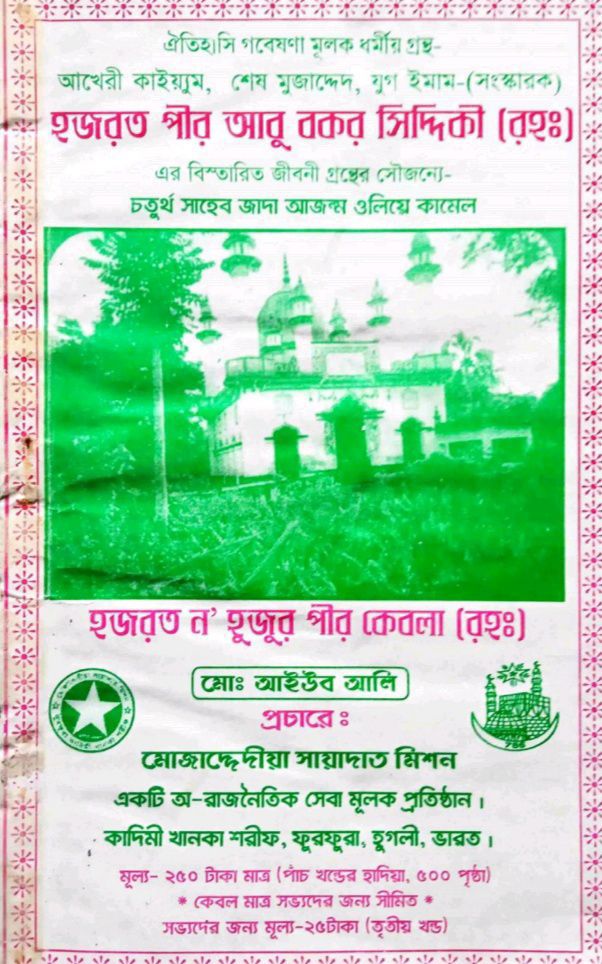 ঐতিহাসি গবেষণা মূলক ধর্মীয় গ্রন্থ-
আখেরী কাইয়্যুম, শেষ মুজাদ্দেদ, যুগ ইমাম-(সংস্কারক)
হজরত পীর আবু বকর সিদ্দিকী (রহঃ)
এর বিস্তারিত জীবনী গ্রন্থের সৌজন্যে-
চতুর্থ সাহেব জাদা আজন্ম ওলিয়ে কামেল
হজরত ন' হুজুর পীর কেবলা (রহঃ)
মোঃ আইউব আলি
প্রচারে ঃ
মোজাদ্দেদীয়া সায়াদাত মিশন
একটি অ-রাজনৈতিক সেবা মূলক প্রতিষ্ঠান।
কাদিমী খানকা শরীফ, ফুরফুরা, হুগলী, ভারত।
মূল্য- ২৫০ টাকা মাত্র (পাঁচ খন্ডের হাদিয়া, ৫০০ পৃষ্ঠা)
* কেবল মাত্র সভ্যদের জন্য সীমিত *
সভ্যদের জন্য মূল্য-২৫টাকা (তৃতীয় খন্ড)
786